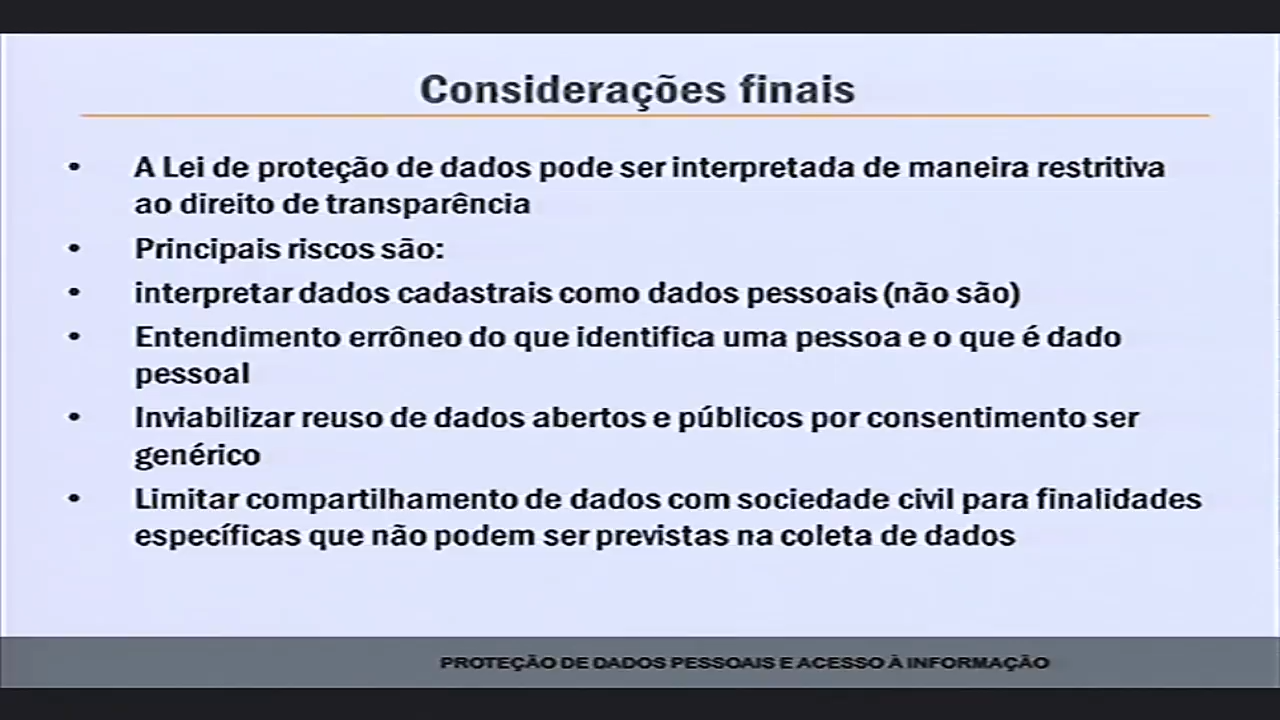 Considerações finais
• A Lei de proteção de dados pode ser interpretada de maneira restritiva
ao direito de transparência
• Principais riscos são:
• interpretar dados cadastrais como dados pessoais (não são)
• Entendimento errôneo do que identifica uma pessoa e o que é dado
pessoal
• Inviabilizar reuso de dados abertos e públicos por consentimento ser
genérico
• Limitar compartilhamento de dados com sociedade civil para finalidades
específicas que não podem ser previstas na coleta de dados
PROTEÇÃO DE DADOS PESSOAIS E ACESSO À INFORMAÇÃO